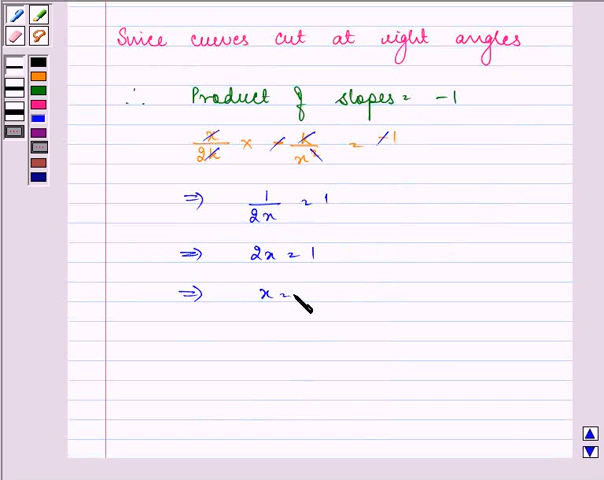 Since curves cut at right angles
∴ Product of slopes = -1
x/2k × -k/x² = -1
⇒ 1/2x = 1
⇒ 2x = 1
⇒ x =